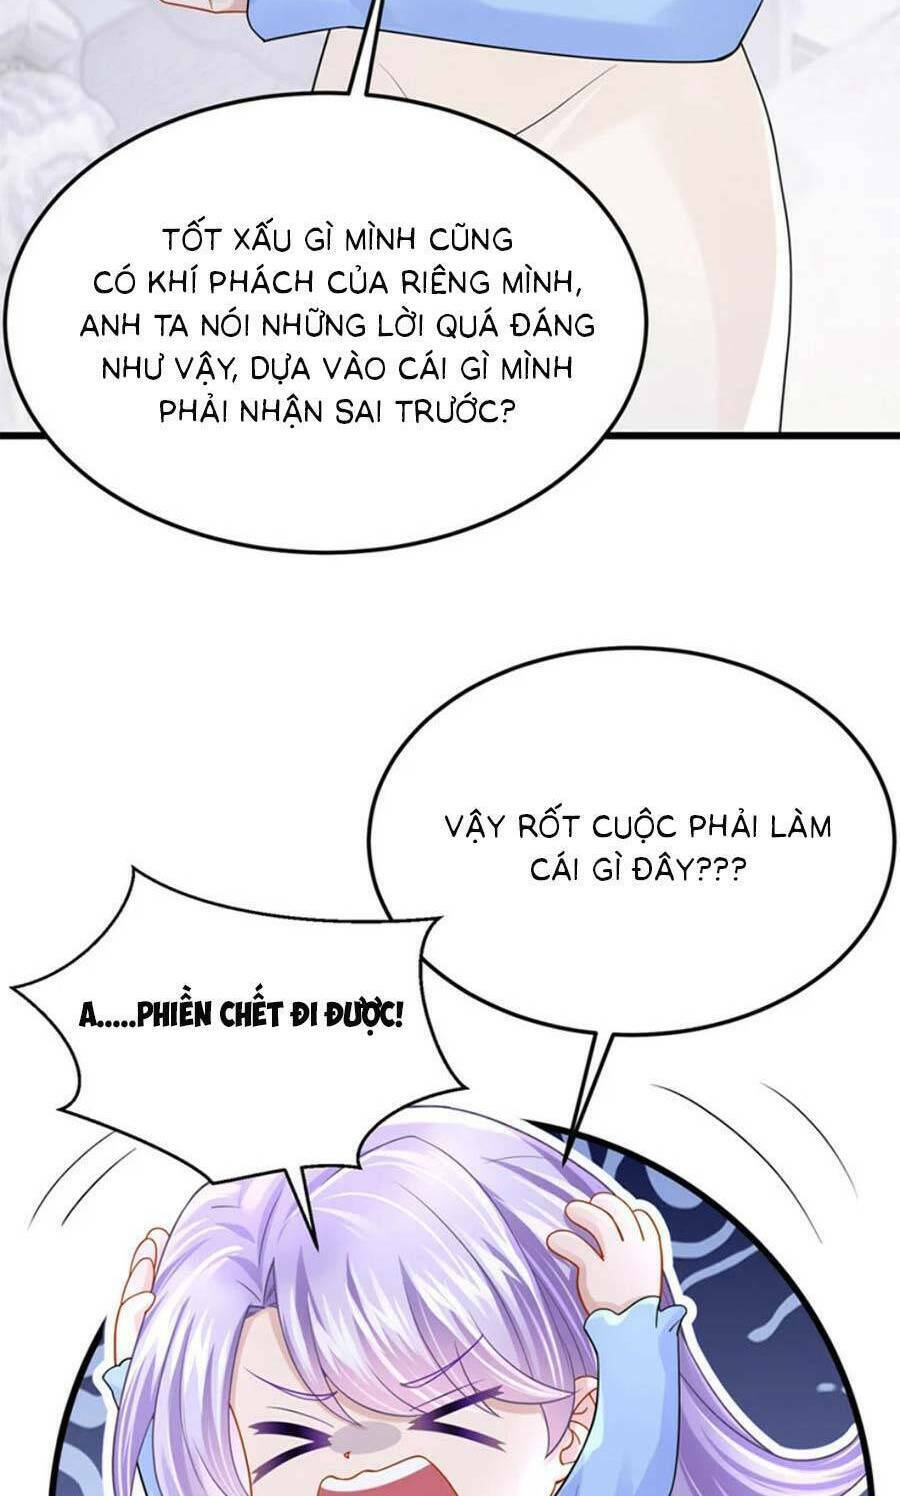 TỐT XẤU GÌ MÌNH CŨNG
CÓ KHÍ PHÁCH CỦA RIÊNG MÌNH,
ANH TA NÓI NHỮNG LỜI QUÁ ĐÁNG
NHƯ VẬY, DỰA VÀO CÁI GÌ MÌNH
PHẢI NHẬN SAI TRƯỚC?
VẬY RỐT CUỘC PHẢI LÀM
CÁI GÌ ĐÂY???
A.....PHIỀN CHẾT ĐI ĐƯỢC!